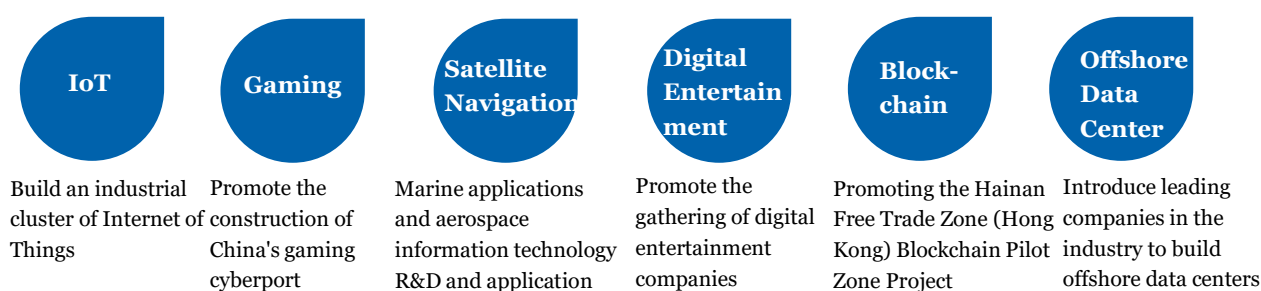 IoT
Build an industrial
cluster of Internet of
Things
Gaming
Promote the
construction of
China's gaming
cyberport
Satellite
Navigation
Marine applications
and aerospace
information technology
R&D and application
Digital
Entertain
ment
Promote the
gathering of digital
entertainment
companies
Block-
chain
Promoting the Hainan
Free Trade Zone (Hong
Kong) Blockchain Pilot
Zone Project
Offshore
Data
Center
Introduce leading
companies in the
industry to build
offshore data centers